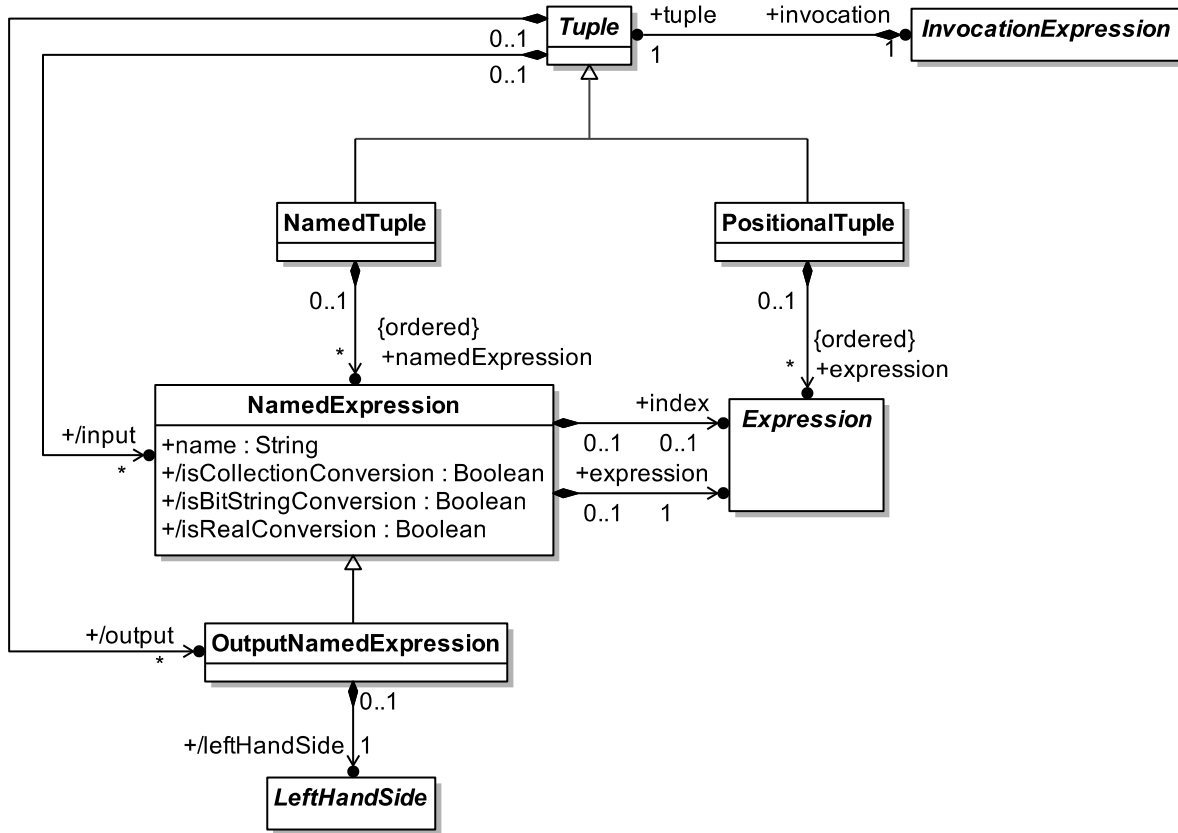 +tuple
+invocation
Tuple
InvocationExpression
0..1
0..1
1
1
NamedTuple
PositionalTuple
0..1
0..1
{ordered}
*
+namedExpression
{ordered}
*
+expression
NamedExpression
+name : String
+/isCollectionConversion : Boolean
+/isBitStringConversion : Boolean
+/isRealConversion : Boolean
+index
0..1
0..1
Expression
+expression
0..1
1
+/input
*
+/output
*
OutputNamedExpression
0..1
+/leftHandSide
1
LeftHandSide